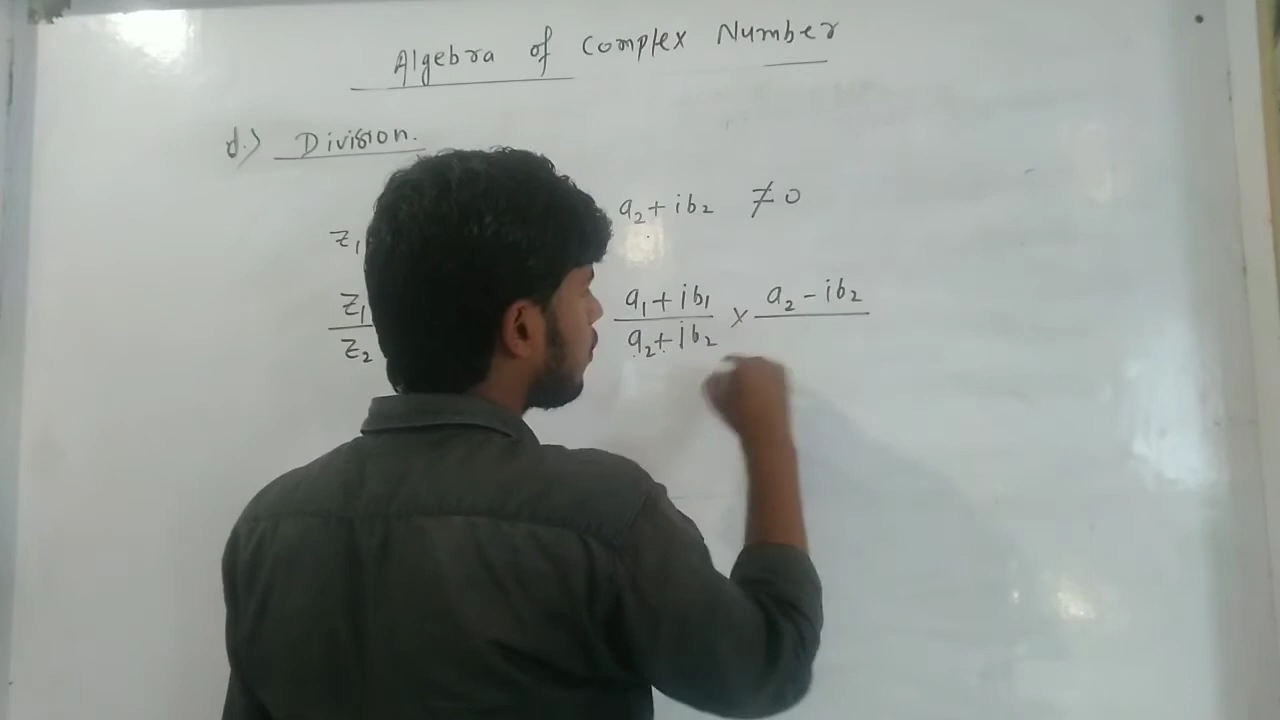 Algebra of Complex Number
d.) Division.
z₁ a₂+ib₂ ≠0
z₁/z₂ (a₁+ib₁)/(a₂+ib₂) × a₂-ib₂